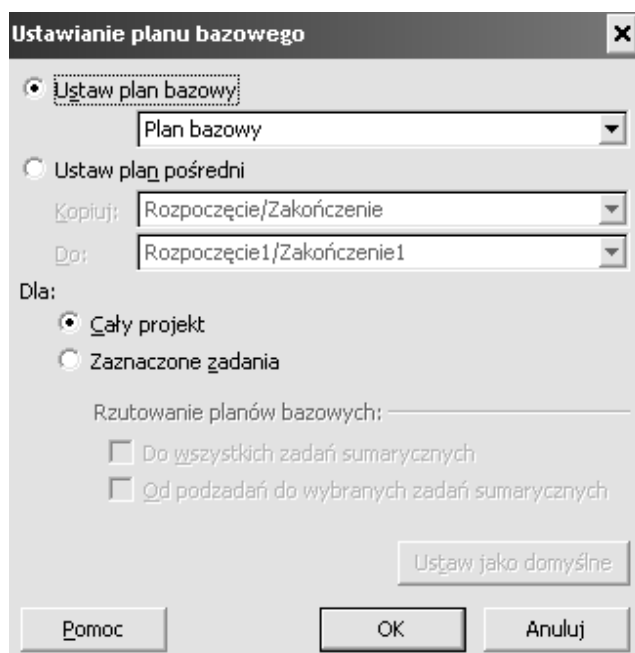 Ustawianie planu bazowego
Ustaw plan bazowy
Plan bazowy
Ustaw plan pośredni
Kopiuj: Rozpoczęcie/Zakończenie
Do: Rozpoczęcie1/Zakończenie1
Dla:
Cały projekt
Zaznaczone zadania
Rzutowanie planów bazowych:
Do wszystkich zadań sumarycznych
Od podzadań do wybranych zadań sumarycznych
Ustaw jako domyślne
Pomoc OK Anuluj